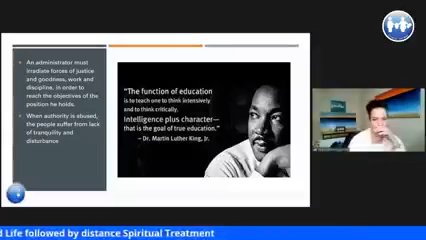 An administrator must
irradiate forces of justice
and goodness, work and
discipline, in order to
reach the objectives of the
position he holds.
When authority is abused,
the people suffer from lack
of tranquility and
disturbance
"The function of education
is to teach one to think intensively
and to think critically.
Intelligence plus character—
that is the goal of true education."
– Dr. Martin Luther King, Jr.
d Life followed by distance Spiritual Treatment